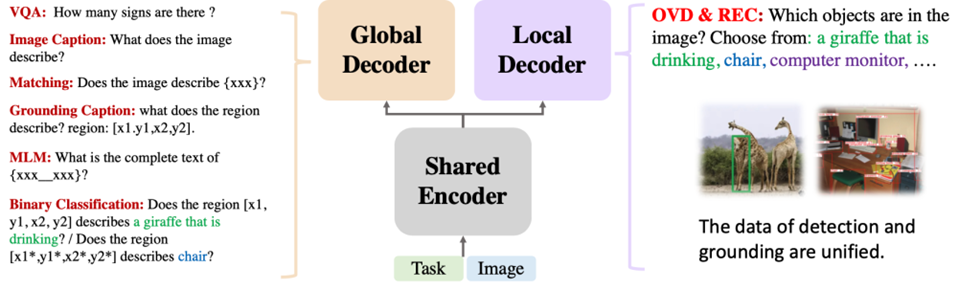 VQA: How many signs are there ?
Image Caption: What does the image
describe?
Matching: Does the image describe {xxx}?
Grounding Caption: what does the region
describe? region: [x1.y1,x2,y2].
MLM: What is the complete text of
{xxx__xxx}?
Binary Classification: Does the region [x1,
y1, x2, y2] describes a giraffe that is
drinking? / Does the region
[x1*,y1*,x2*,y2*] describes chair?
Global
Decoder
Local
Decoder
Shared
Encoder
Task
Image
OVD & REC: Which objects are in the
image? Choose from: a giraffe that is
drinking, chair, computer monitor, ….
The data of detection and
grounding are unified.